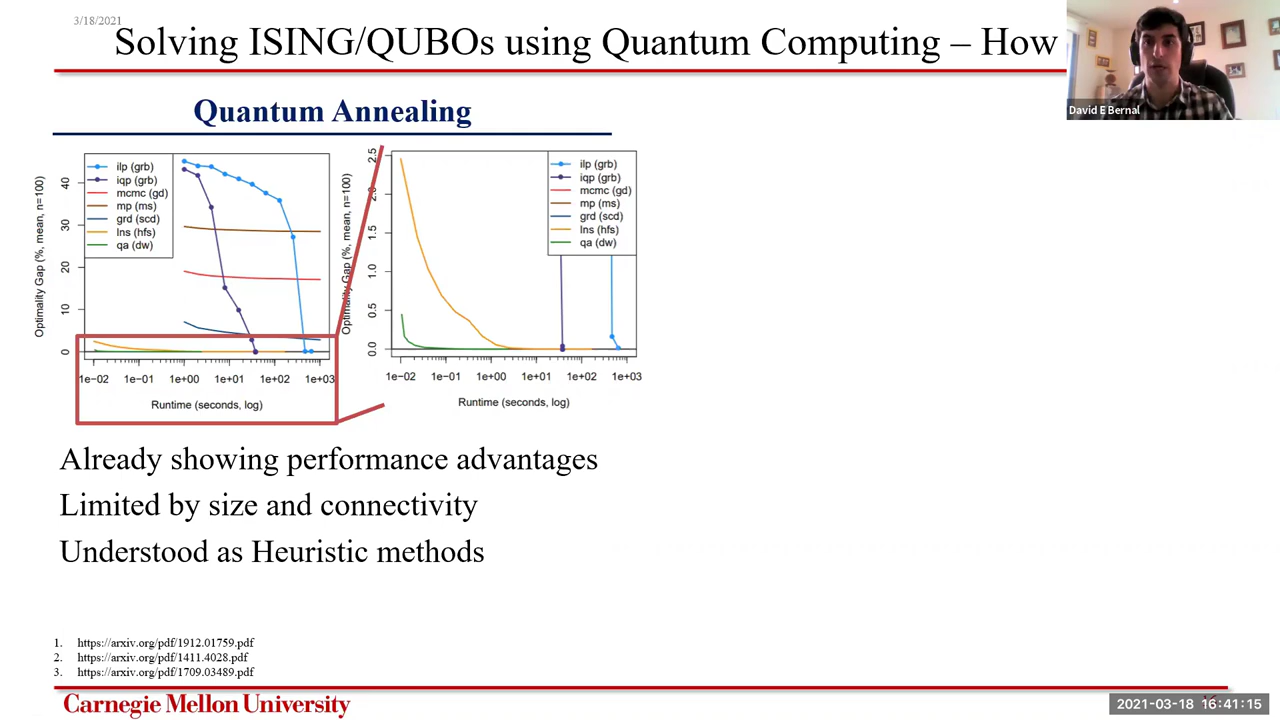 3/18/2021
Solving ISING/QUBOs using Quantum Computing – How
David E Bernal
Quantum Annealing
Optimality Gap (%, mean, n=100)
40
30
20
10
0
ilp (grb)
iqp (grb)
mcmc (gd)
mp (ms)
grd (scd)
lns (hfs)
qa (dw)
1e−02 1e−01 1e+00 1e+01 1e+02 1e+03
Runtime (seconds, log)
Optimality Gap (%, mean, n=100)
2.5
2.0
1.5
1.0
0.5
0.0
ilp (grb)
iqp (grb)
mcmc (gd)
mp (ms)
grd (scd)
lns (hfs)
qa (dw)
1e−02 1e−01 1e+00 1e+01 1e+02 1e+03
Runtime (seconds, log)
Already showing performance advantages
Limited by size and connectivity
Understood as Heuristic methods
1. https://arxiv.org/pdf/1912.01759.pdf
2. https://arxiv.org/pdf/1411.4028.pdf
3. https://arxiv.org/pdf/1709.03489.pdf
Carnegie Mellon University
2021-03-18 16:41:15